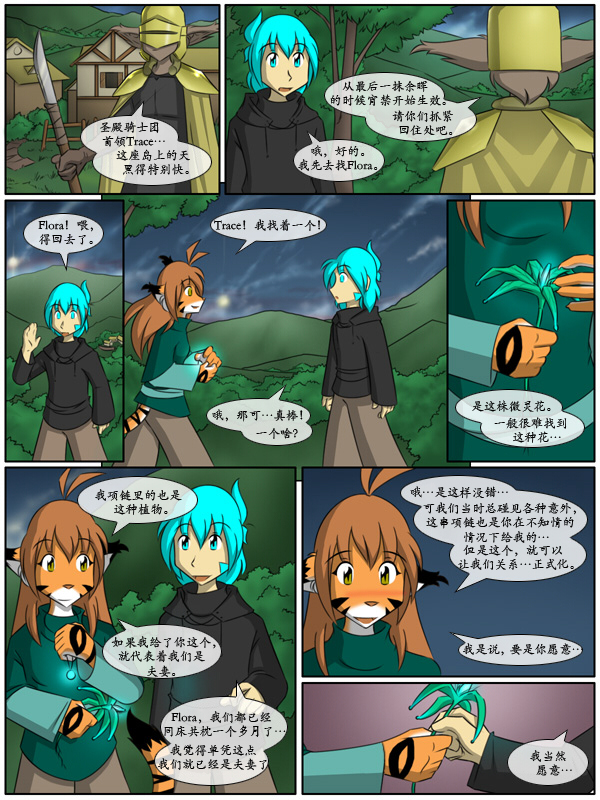 圣殿骑士团
首领Trace…
这座岛上的天
黑得特别快。
从最后一抹余晖
的时候宵禁开始生效。
请你们抓紧
回住处吧。
哦，好的。
我先去找Flora。
Flora！喂，
得回去了。
Trace！我找着一个！
哦，那可…真棒！
一个啥？
是这株微灵花。
一般很难找到
这种花…
我项链里的也是
这种植物。
如果我给了你这个，
就代表着我们是
夫妻。
Flora，我们都已经
同床共枕一个多月了…
我觉得单凭这点
我们就已经是夫妻了
哦…是这样没错…
可我们当时总碰见各种意外，
这串项链也是你在不知情的
情况下给我的…
但是这个，就可以
让我们关系…正式化。
我是说，要是你愿意…
我当然
愿意…